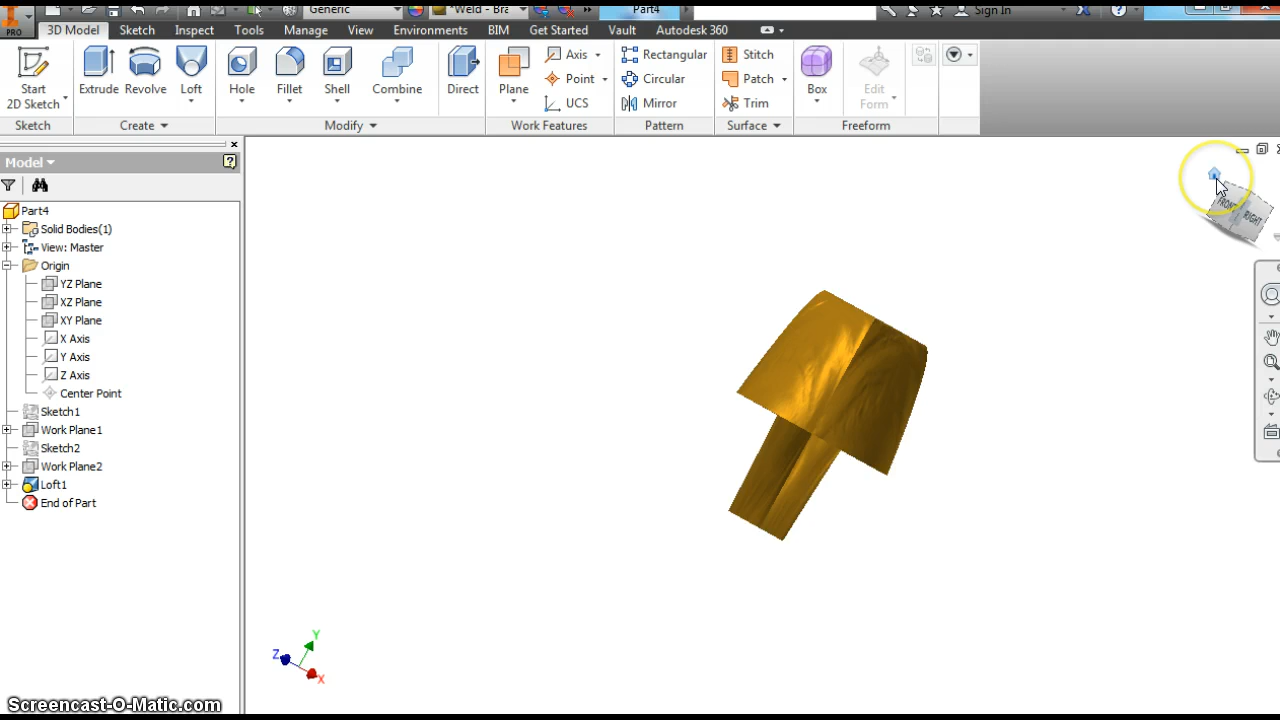 Generic *Weld - Bra Part4 Sign In
PRO 3D Model Sketch Inspect Tools Manage View Environments BIM Get Started Vault Autodesk 360
Start 2D Sketch Extrude Revolve Loft Hole Fillet Shell Combine Direct Plane Axis Point UCS Rectangular Circular Mirror Stitch Patch Trim Box Edit Form
Sketch Create Modify Work Features Pattern Surface Freeform
Model
Part4
Solid Bodies(1)
View: Master
Origin
YZ Plane
XZ Plane
XY Plane
X Axis
Y Axis
Z Axis
Center Point
Sketch1
Work Plane1
Sketch2
Work Plane2
Loft1
End of Part
FRONT RIGHT
Y
Z
X
Screencast-O-Matic.com